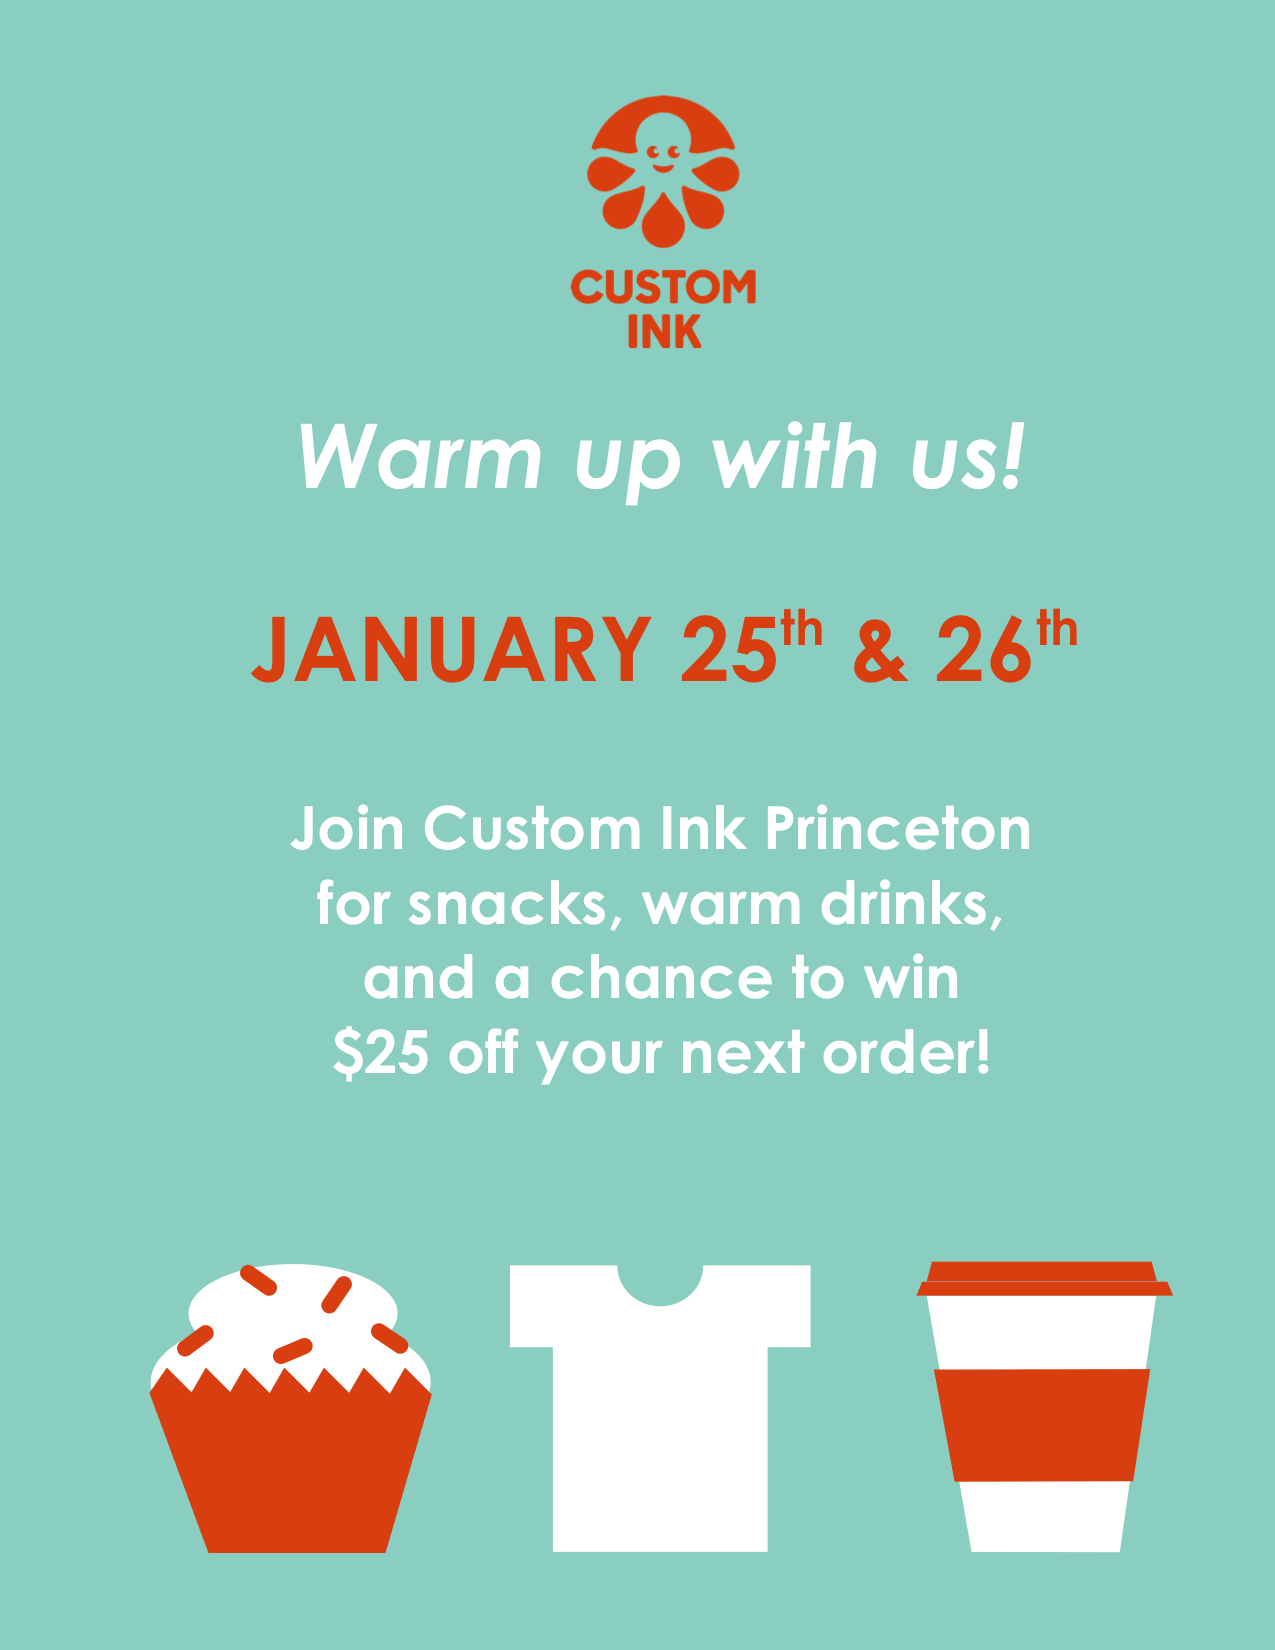 CUSTOM
INK
Warm up with us!
JANUARY 25th & 26th
Join Custom Ink Princeton
for snacks, warm drinks,
and a chance to win
$25 off your next order!